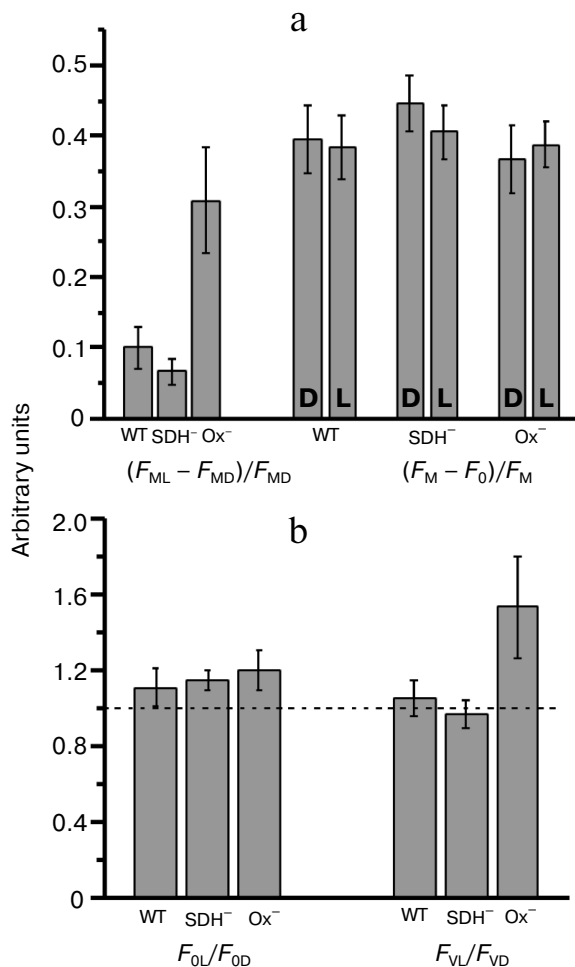 a
Arbitrary units
0.5
0.4
0.3
0.2
0.1
0
D L D L D L
WT SDH⁻ Ox⁻ WT SDH⁻ Ox⁻
(F_ML – F_MD)/F_MD (F_M – F_0)/F_M
b
2.0
1.6
1.2
0.8
0.4
0
WT SDH⁻ Ox⁻ WT SDH⁻ Ox⁻
F_0L/F_0D F_VL/F_VD